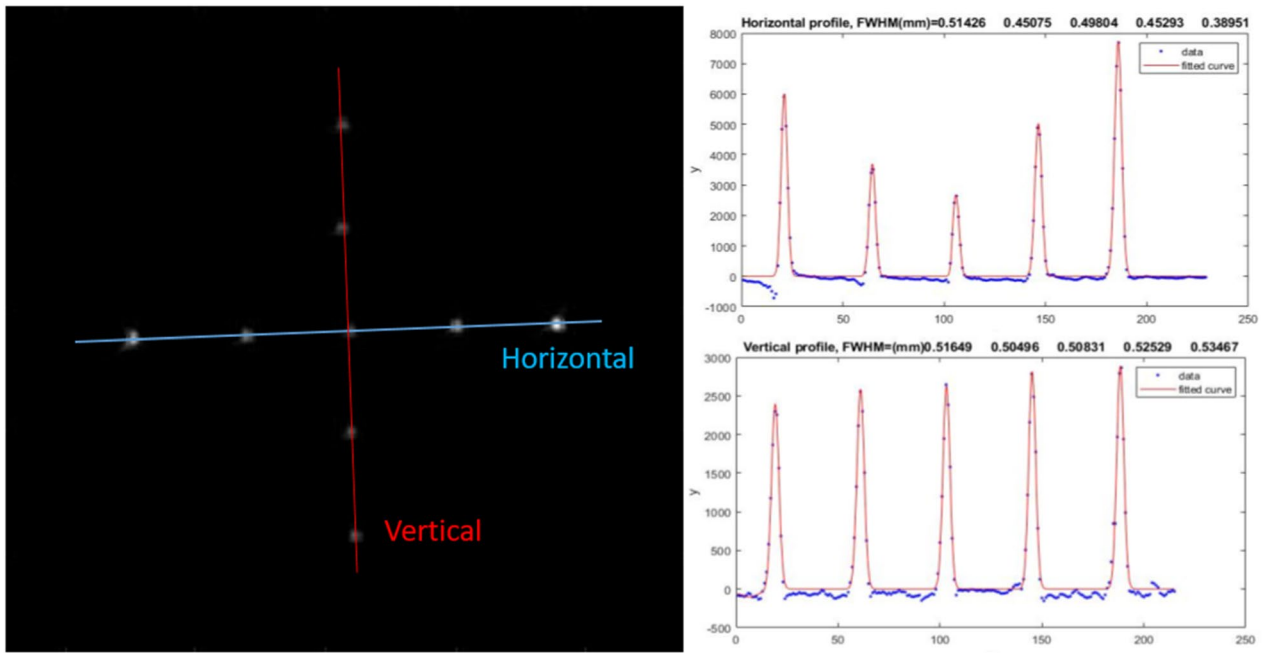 Horizontal
Vertical
Horizontal profile, FWHM(mm)=0.51426 0.45075 0.49804 0.45293 0.38951
8000
7000
6000
5000
4000
3000
2000
1000
0
-1000
y
data
fitted curve
0 50 100 150 200 250
Vertical profile, FWHM=(mm)0.51649 0.50496 0.50831 0.52529 0.53467
3000
2500
2000
1500
1000
500
0
-500
y
data
fitted curve
0 50 100 150 200 250